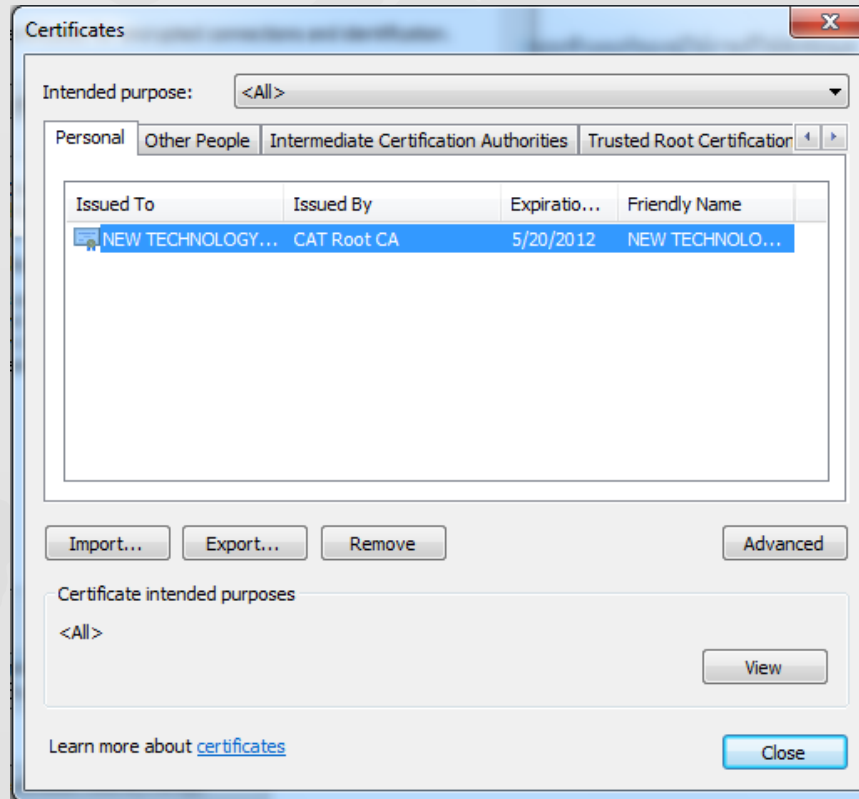 Certificates
Intended purpose: <All>
Personal Other People Intermediate Certification Authorities Trusted Root Certification
Issued To Issued By Expiratio... Friendly Name
NEW TECHNOLOGY... CAT Root CA 5/20/2012 NEW TECHNOLO...
Import... Export... Remove Advanced
Certificate intended purposes
<All>
View
Learn more about certificates
Close